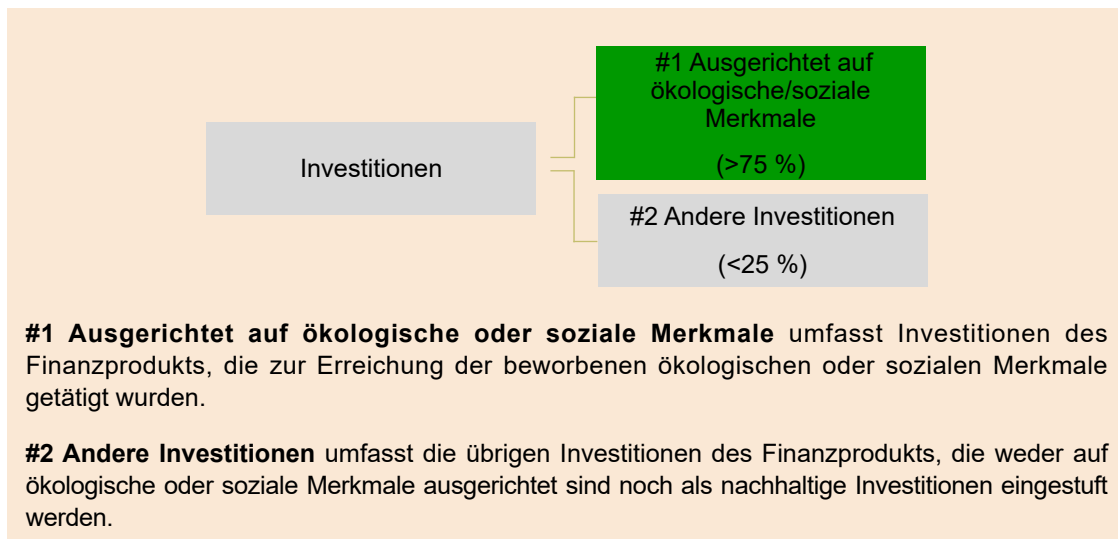 #1 Ausgerichtet auf
ökologische/soziale
Merkmale
(>75 %)
Investitionen
#2 Andere Investitionen
(<25 %)
#1 Ausgerichtet auf ökologische oder soziale Merkmale umfasst Investitionen des
Finanzprodukts, die zur Erreichung der beworbenen ökologischen oder sozialen Merkmale
getätigt wurden.
#2 Andere Investitionen umfasst die übrigen Investitionen des Finanzprodukts, die weder auf
ökologische oder soziale Merkmale ausgerichtet sind noch als nachhaltige Investitionen eingestuft
werden.